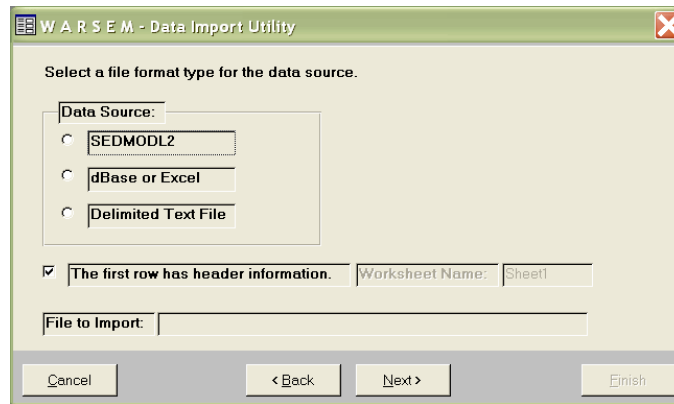 W A R S E M - Data Import Utility
Select a file format type for the data source.
Data Source:
SEDMODL2
dBase or Excel
Delimited Text File
The first row has header information. Worksheet Name: Sheet1
File to Import:
Cancel < Back Next > Finish